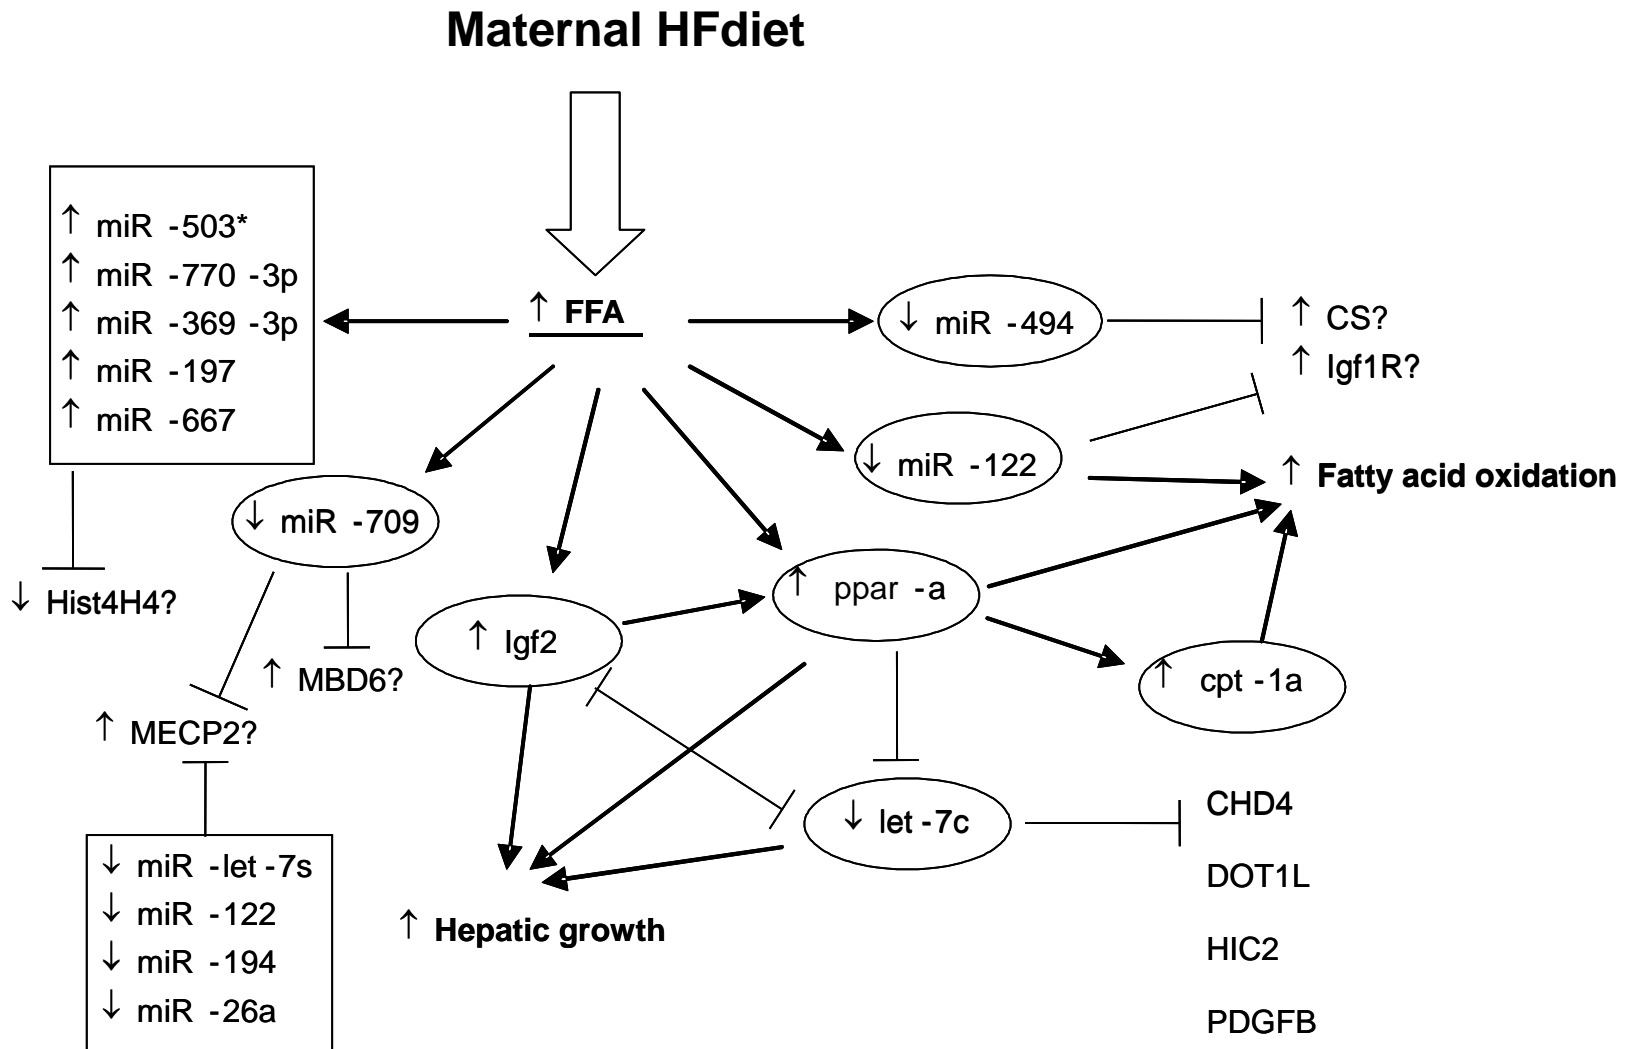 Maternal HFdiet
↑ miR -503*
↑ miR -770 -3p
↑ miR -369 -3p
↑ miR -197
↑ miR -667
↑ FFA
↓ miR -494
↑ CS?
↑ Igf1R?
↓ miR -122
↑ Fatty acid oxidation
↓ miR -709
↓ Hist4H4?
↑ ppar -a
↑ Igf2
↑ MBD6?
↑ cpt -1a
↑ MECP2?
↓ let -7c
CHD4
DOT1L
HIC2
PDGFB
↑ Hepatic growth
↓ miR -let -7s
↓ miR -122
↓ miR -194
↓ miR -26a